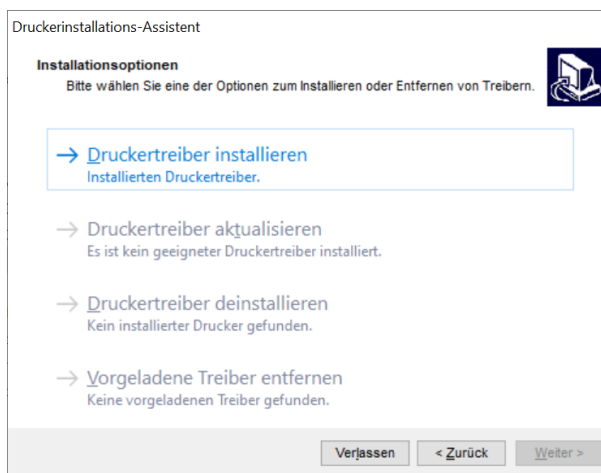 Druckerinstallations-Assistent
Installationsoptionen
Bitte wählen Sie eine der Optionen zum Installieren oder Entfernen von Treibern.
→ Druckertreiber installieren
Installierten Druckertreiber.
→ Druckertreiber aktualisieren
Es ist kein geeigneter Druckertreiber installiert.
→ Druckertreiber deinstallieren
Kein installierter Drucker gefunden.
→ Vorgeladene Treiber entfernen
Keine vorgeladenen Treiber gefunden.
Verlassen < Zurück Weiter >